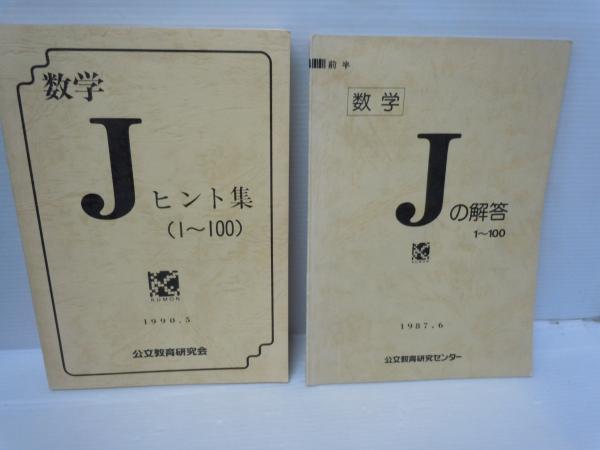 数学
J ヒント集
(1〜100)
KUMON
1990.5
公文教育研究会
前半
数学
Jの解答
1〜100
KUMON
1987.6
公文教育研究センター